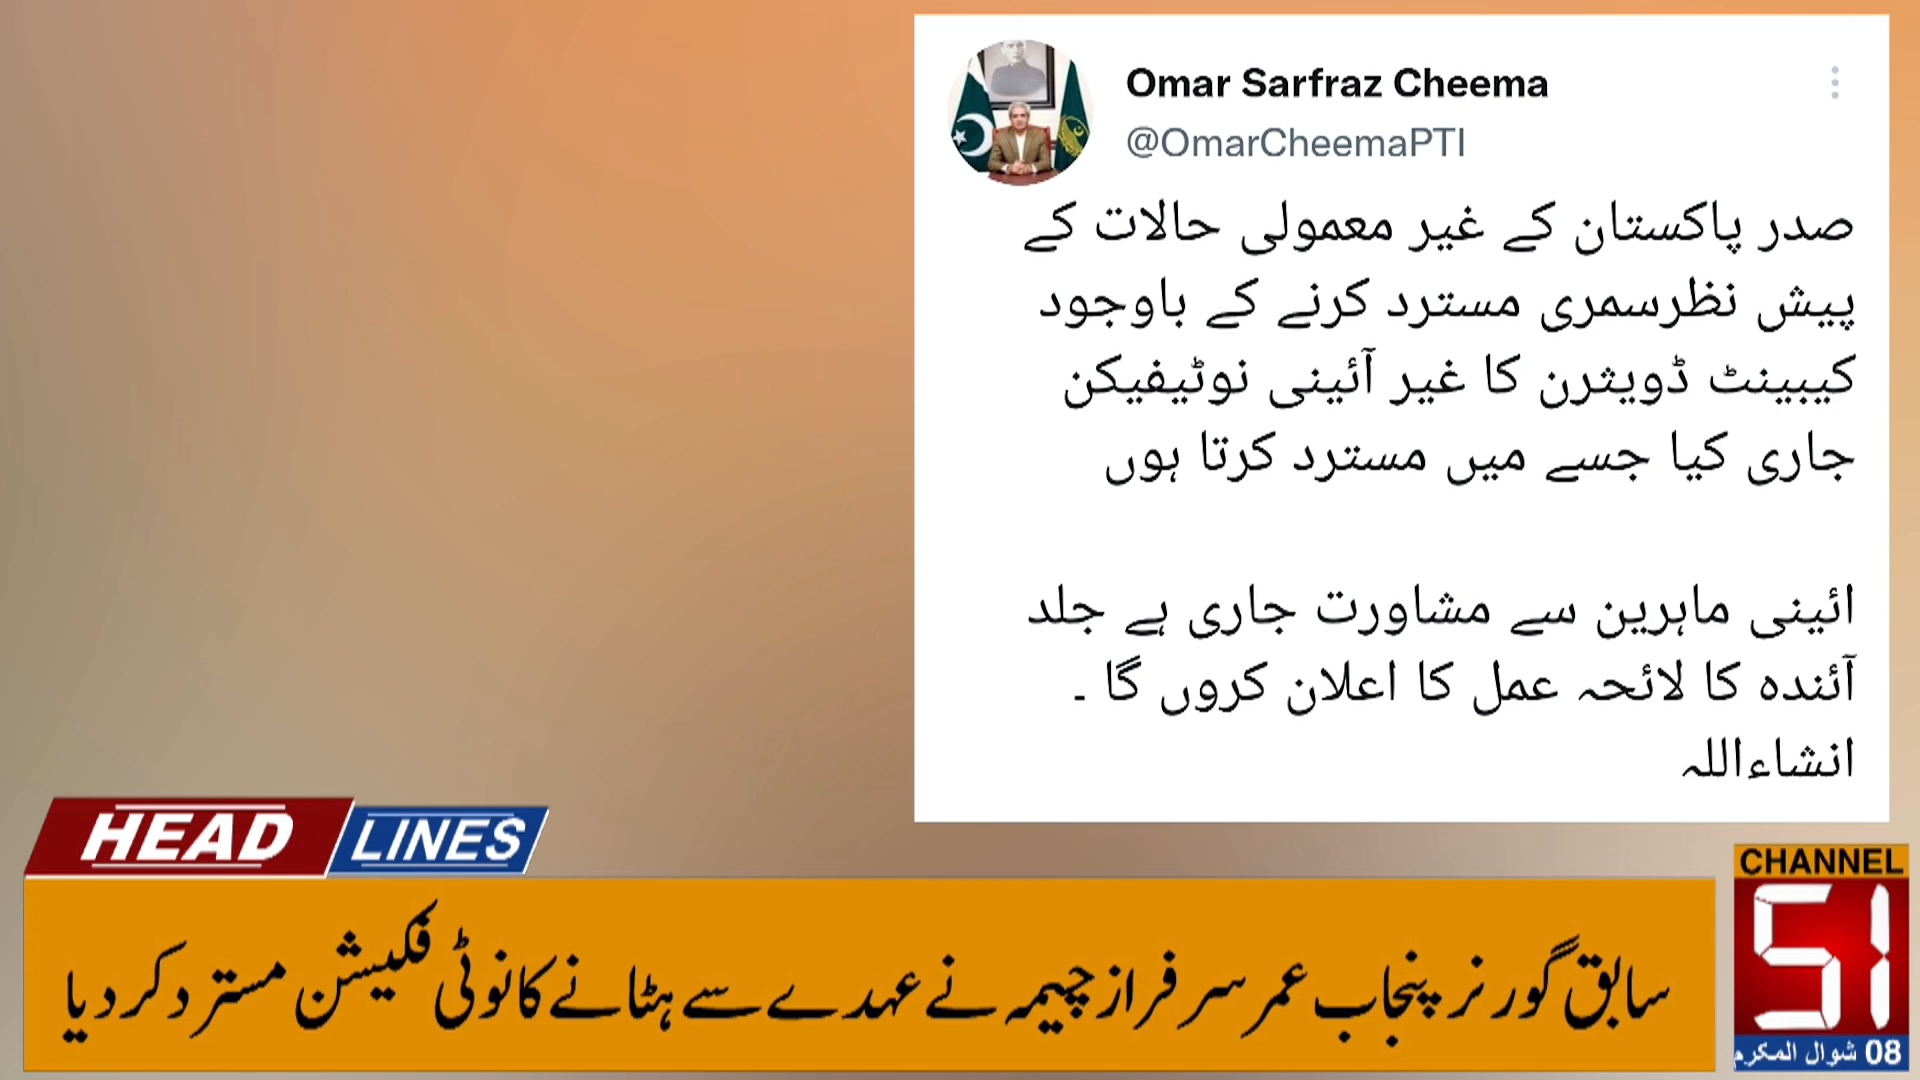 Omar Sarfraz Cheema
@OmarCheemaPTI
صدر پاکستان کے غیر معمولی حالات کے
پیش نظرسمری مسترد کرنے کے باوجود
کیبینٹ ڈویثرن کا غیر آئینی نوٹیفیکن
جاری کیا جسے میں مسترد کرتا ہوں
ائینی ماہرین سے مشاورت جاری ہے جلد
آئندہ کا لائحہ عمل کا اعلان کروں گا ۔
انشاءاللہ
HEAD LINES
سابق گورنر پنجاب عمر سرفراز چیمہ نے عہدے سے ہٹانے کا نوٹی فکیشن مسترد کر دیا
CHANNEL
51
08 شوال المکرم